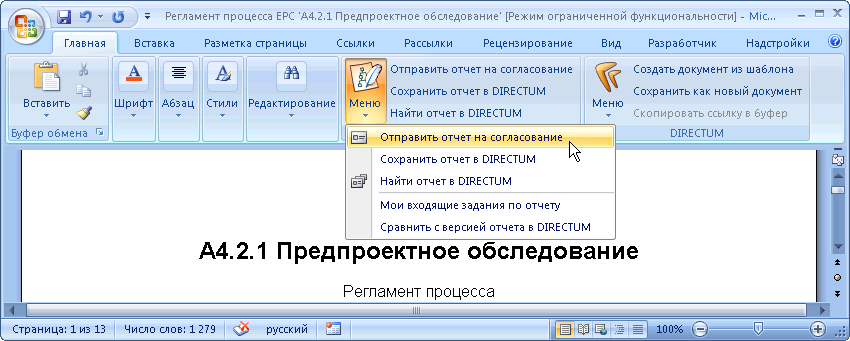 Регламент процесса EPC 'A4.2.1 Предпроектное обследование' [Режим ограниченной функциональности] - Mic...
Главная Вставка Разметка страницы Ссылки Рассылки Рецензирование Вид Разработчик Надстройки
Вставить
Буфер обмена
Шрифт
Абзац
Стили
Редактирование
Меню
Отправить отчет на согласование
Сохранить отчет в DIRECTUM
Найти отчет в DIRECTUM
Меню
Создать документ из шаблона
Сохранить как новый документ
Скопировать ссылку в буфер
DIRECTUM
Отправить отчет на согласование
Сохранить отчет в DIRECTUM
Найти отчет в DIRECTUM
Мои входящие задания по отчету
Сравнить с версией отчета в DIRECTUM
A4.2.1 Предпроектное обследование
Регламент процесса
Страница: 1 из 13 Число слов: 1 279 русский 100%